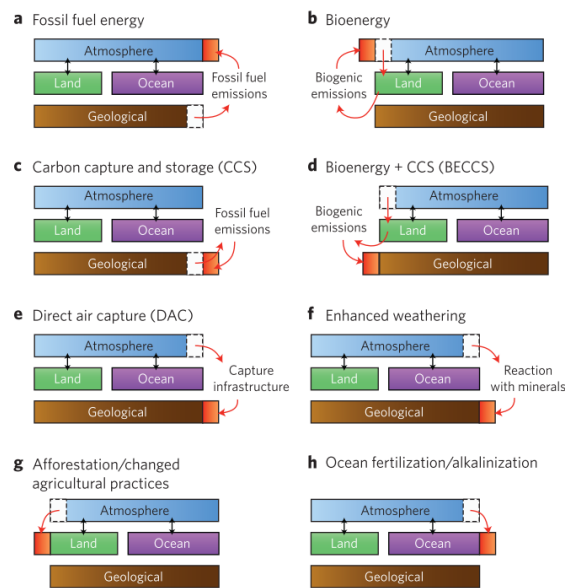 a Fossil fuel energy
Atmosphere
Land
Ocean
Fossil fuel
emissions
Geological
b Bioenergy
Atmosphere
Biogenic
emissions
Land
Ocean
Geological
c Carbon capture and storage (CCS)
Atmosphere
Land
Ocean
Fossil fuel
emissions
Geological
d Bioenergy + CCS (BECCS)
Atmosphere
Biogenic
emissions
Land
Ocean
Geological
e Direct air capture (DAC)
Atmosphere
Land
Ocean
Capture
infrastructure
Geological
f Enhanced weathering
Atmosphere
Land
Ocean
Reaction
with minerals
Geological
g Afforestation/changed
agricultural practices
Atmosphere
Land
Ocean
Geological
h Ocean fertilization/alkalinization
Atmosphere
Land
Ocean
Geological